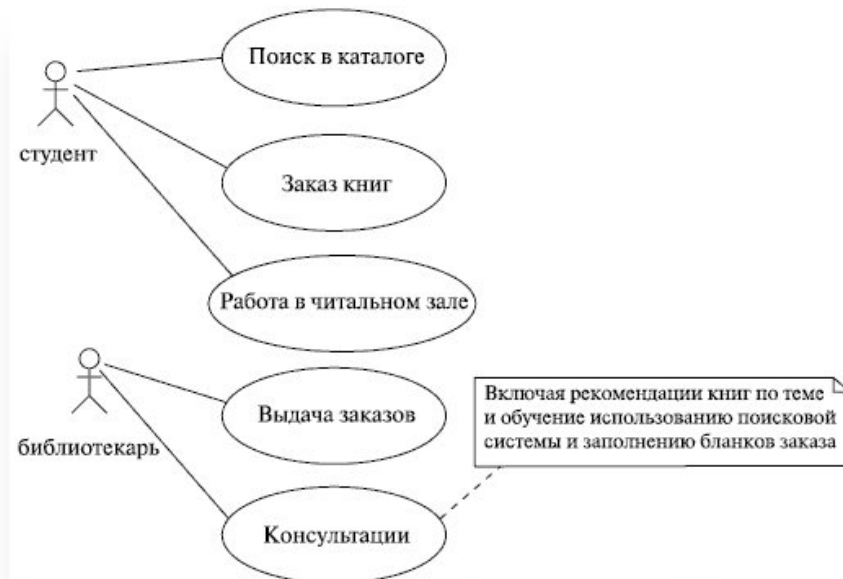 Поиск в каталоге
студент
Заказ книг
Работа в читальном зале
библиотекарь
Выдача заказов
Включая рекомендации книг по теме
и обучение использованию поисковой
системы и заполнению бланков заказа
Консультации